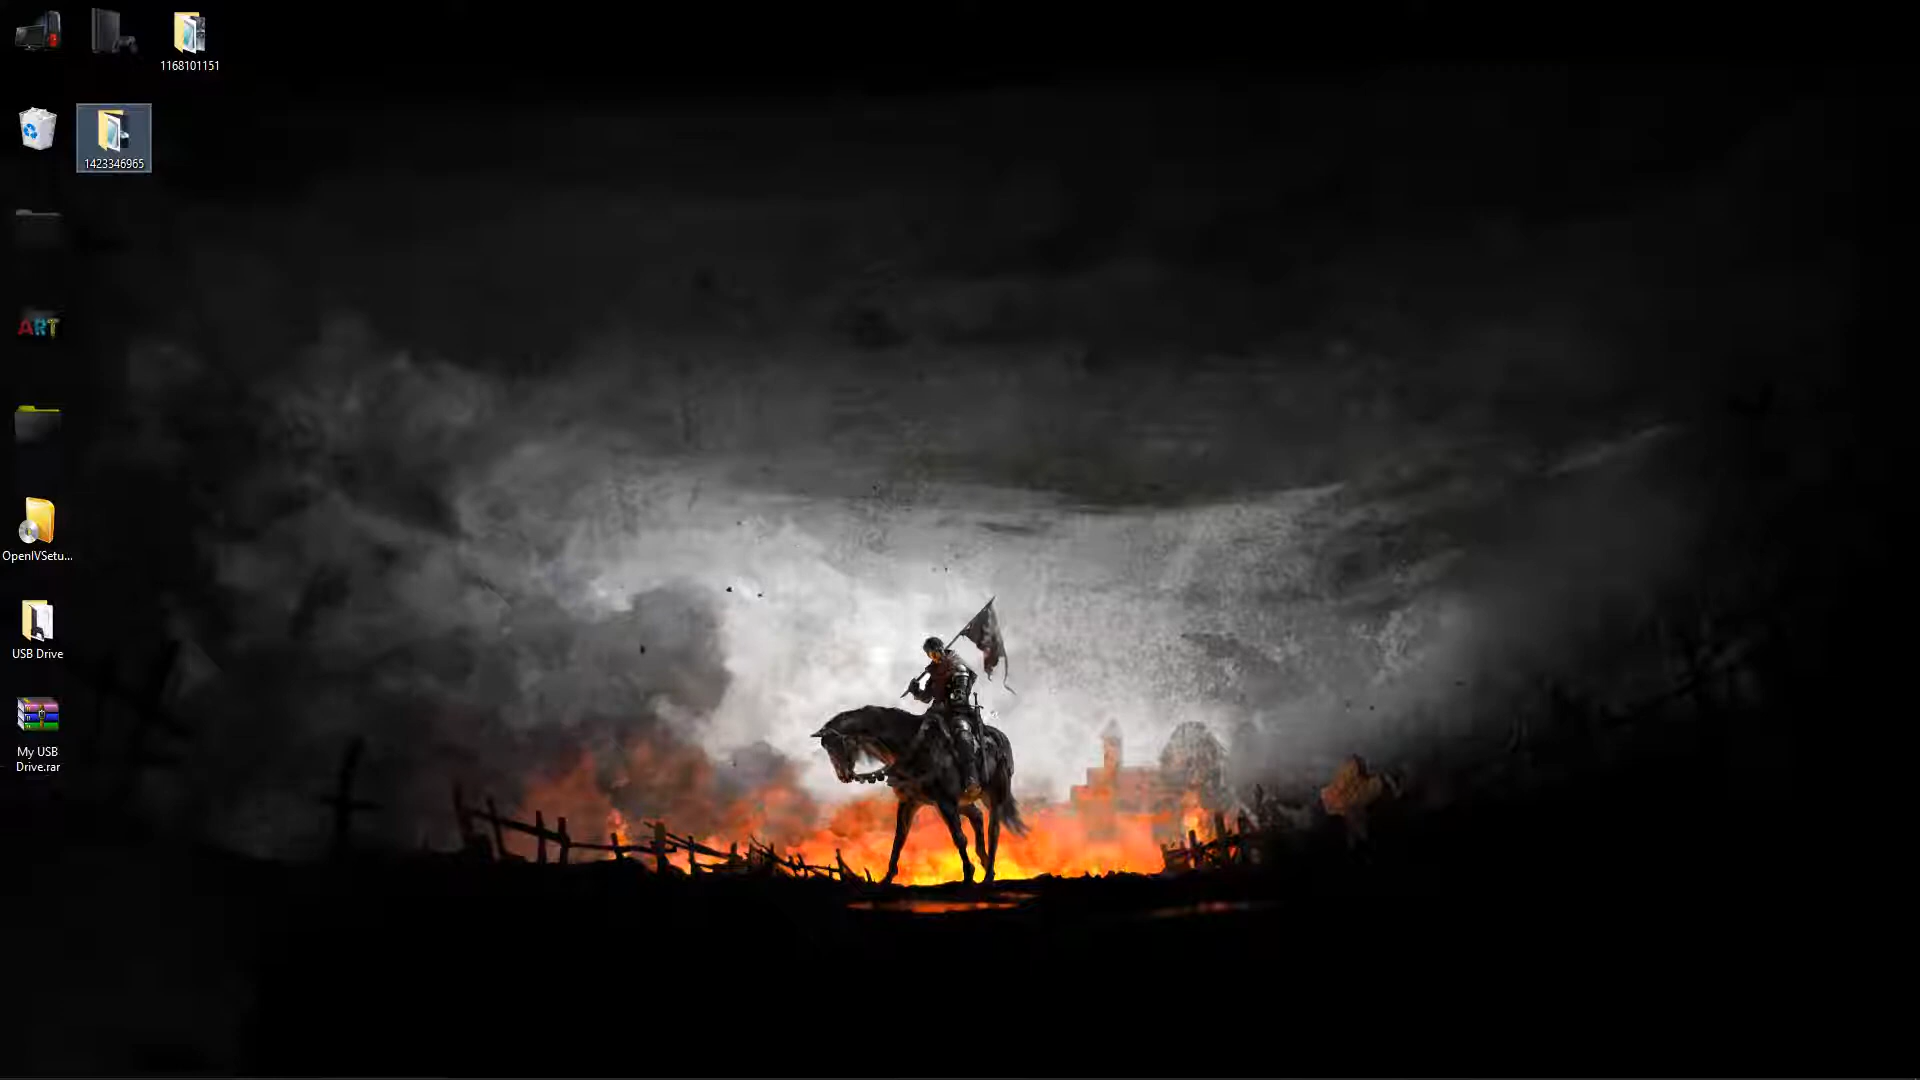 1168101151
1423346965
ART
OpenIVSetu...
USB Drive
My USB
Drive.rar